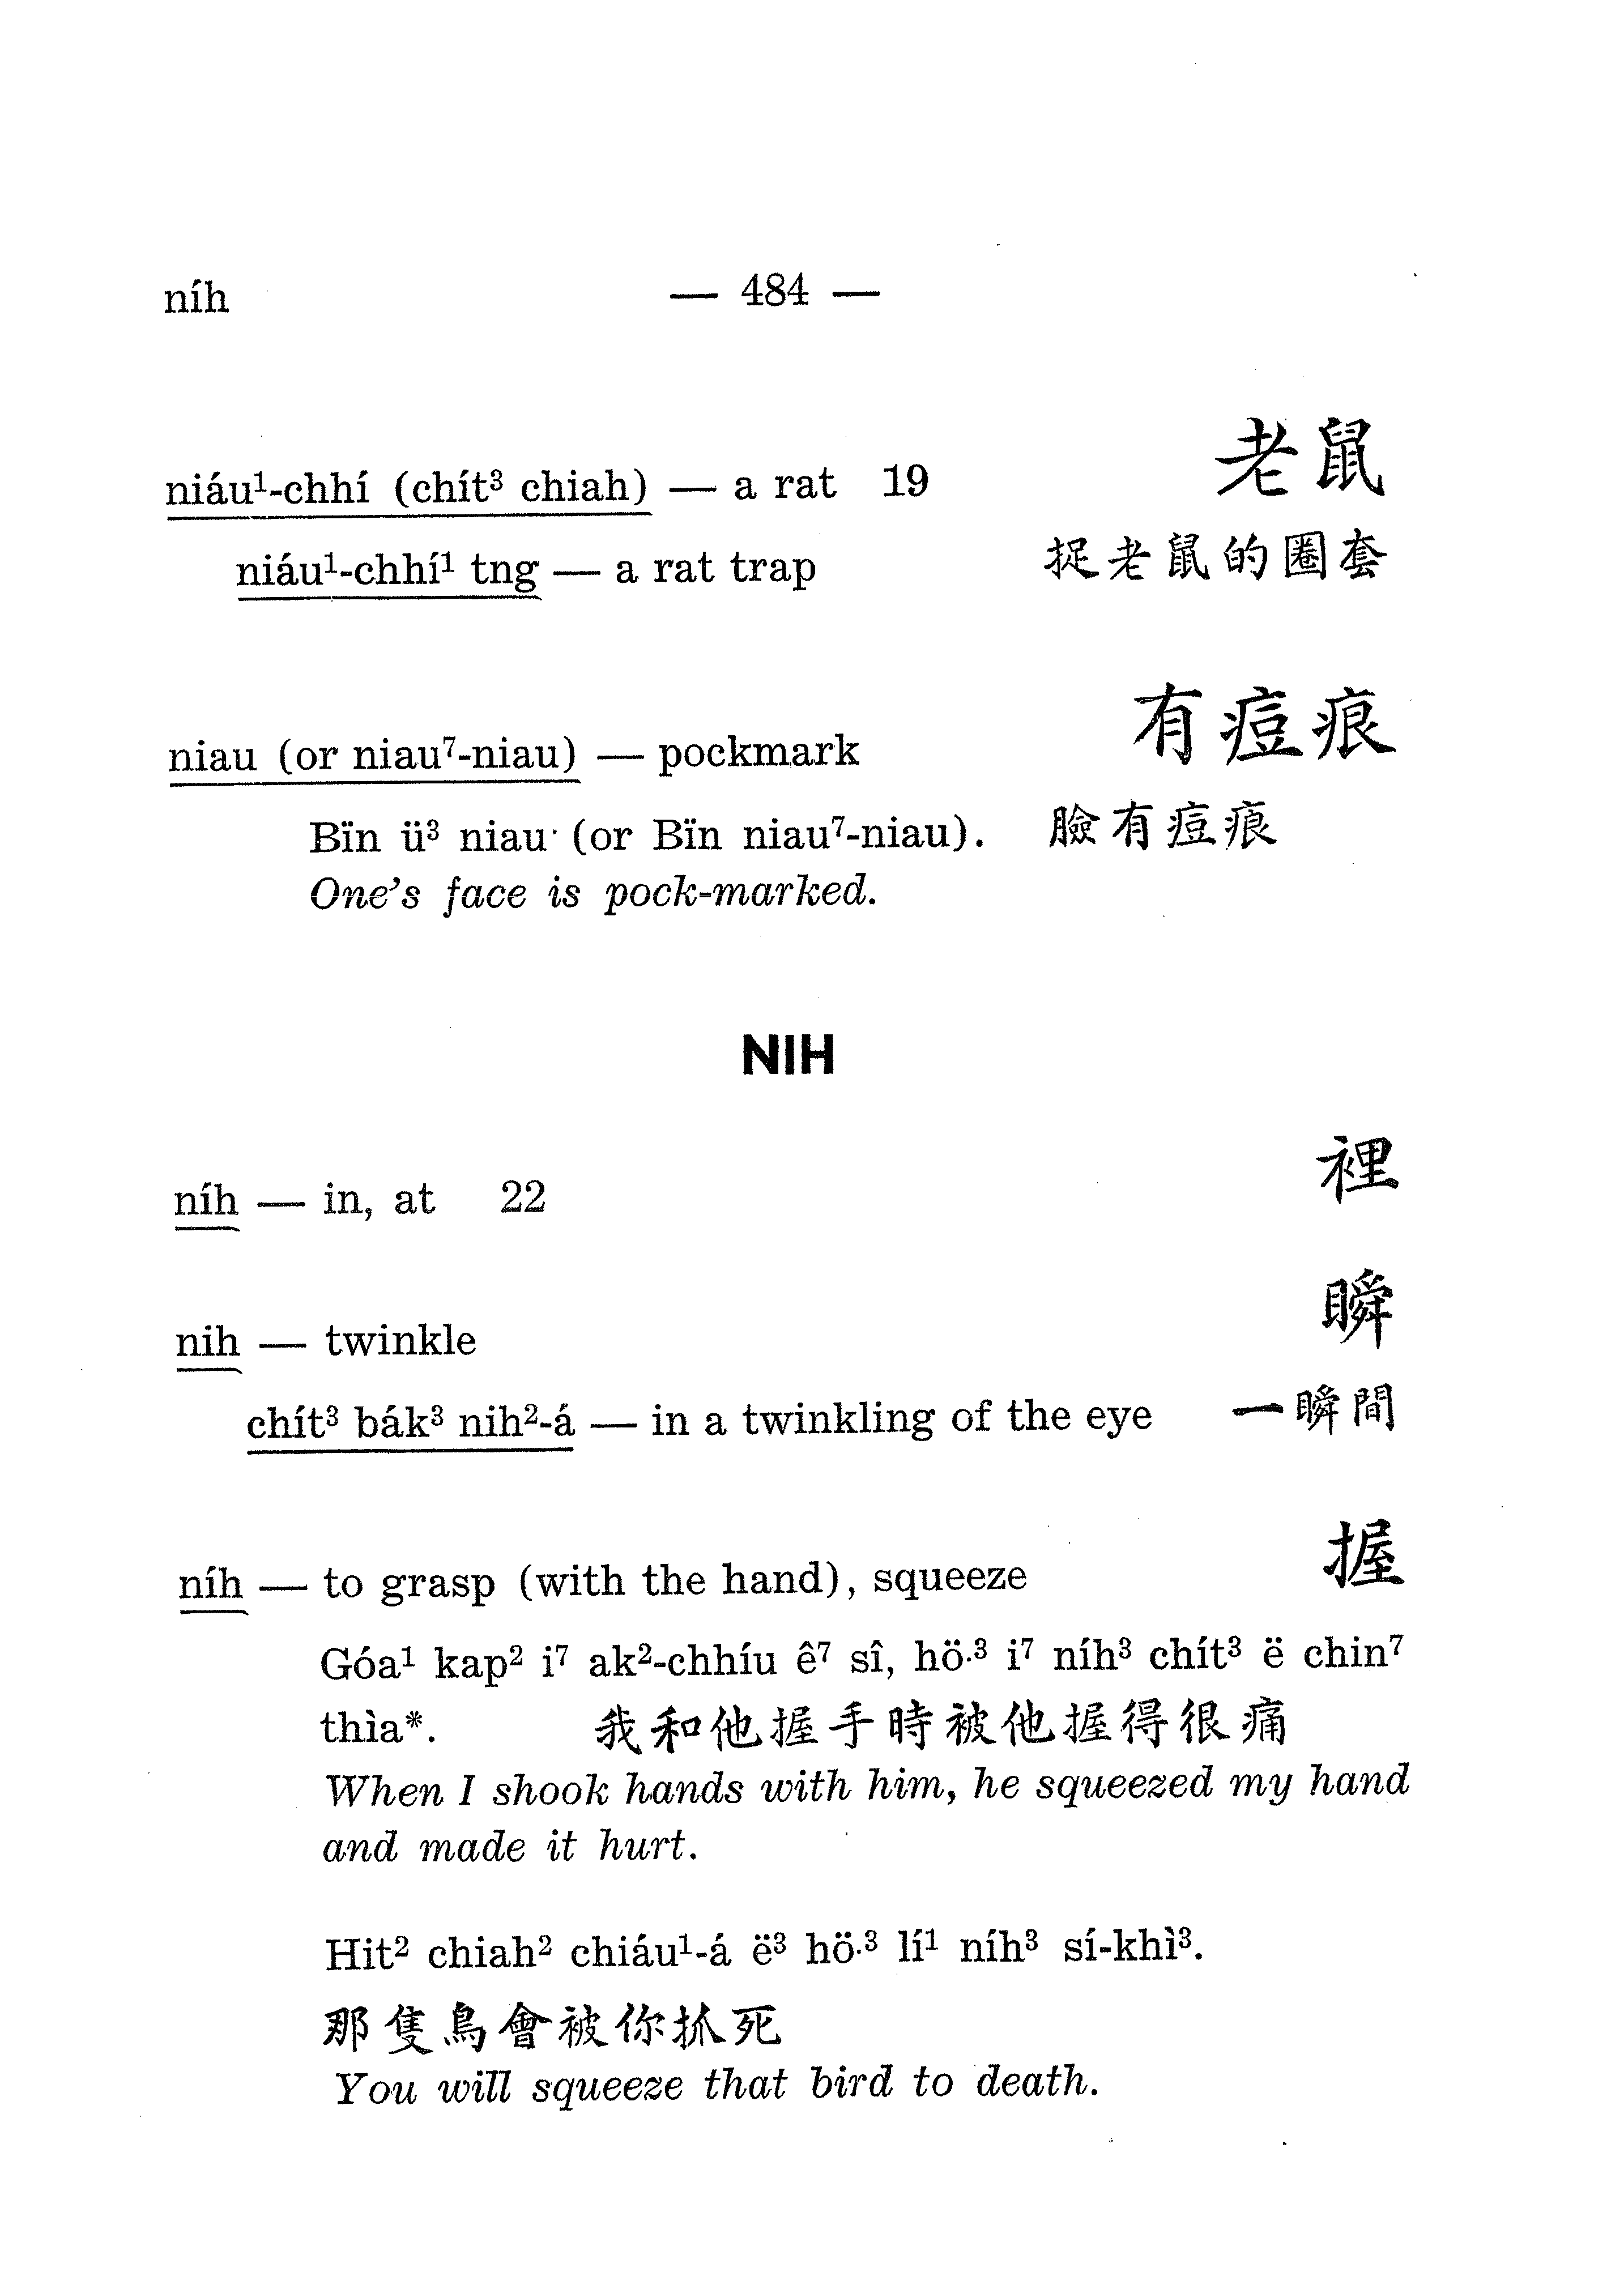 níh — 484 —
niáu¹-chhí (chít³ chiah) — a rat 19 老鼠
niáu¹-chhí¹ tng — a rat trap 捉老鼠的圈套
niau (or niau⁷-niau) — pockmark 有痘痕
Bïn ü³ niau (or Bïn niau⁷-niau). 臉有痘痕
One's face is pock-marked.
NIH
níh — in, at 22 裡
nih — twinkle 瞬
chít³ bák³ nih²-á — in a twinkling of the eye 一瞬間
níh — to grasp (with the hand), squeeze 握
Góa¹ kap² i⁷ ak²-chhíu ê⁷ sî, hö·³ i⁷ níh³ chít³ ë chin⁷
thìa*. 我和他握手時被他握得很痛
When I shook hands with him, he squeezed my hand
and made it hurt.
Hit² chiah² chiáu¹-á ë³ hö·³ lí¹ níh³ sí-khì³.
那隻鳥會被你抓死
You will squeeze that bird to death.